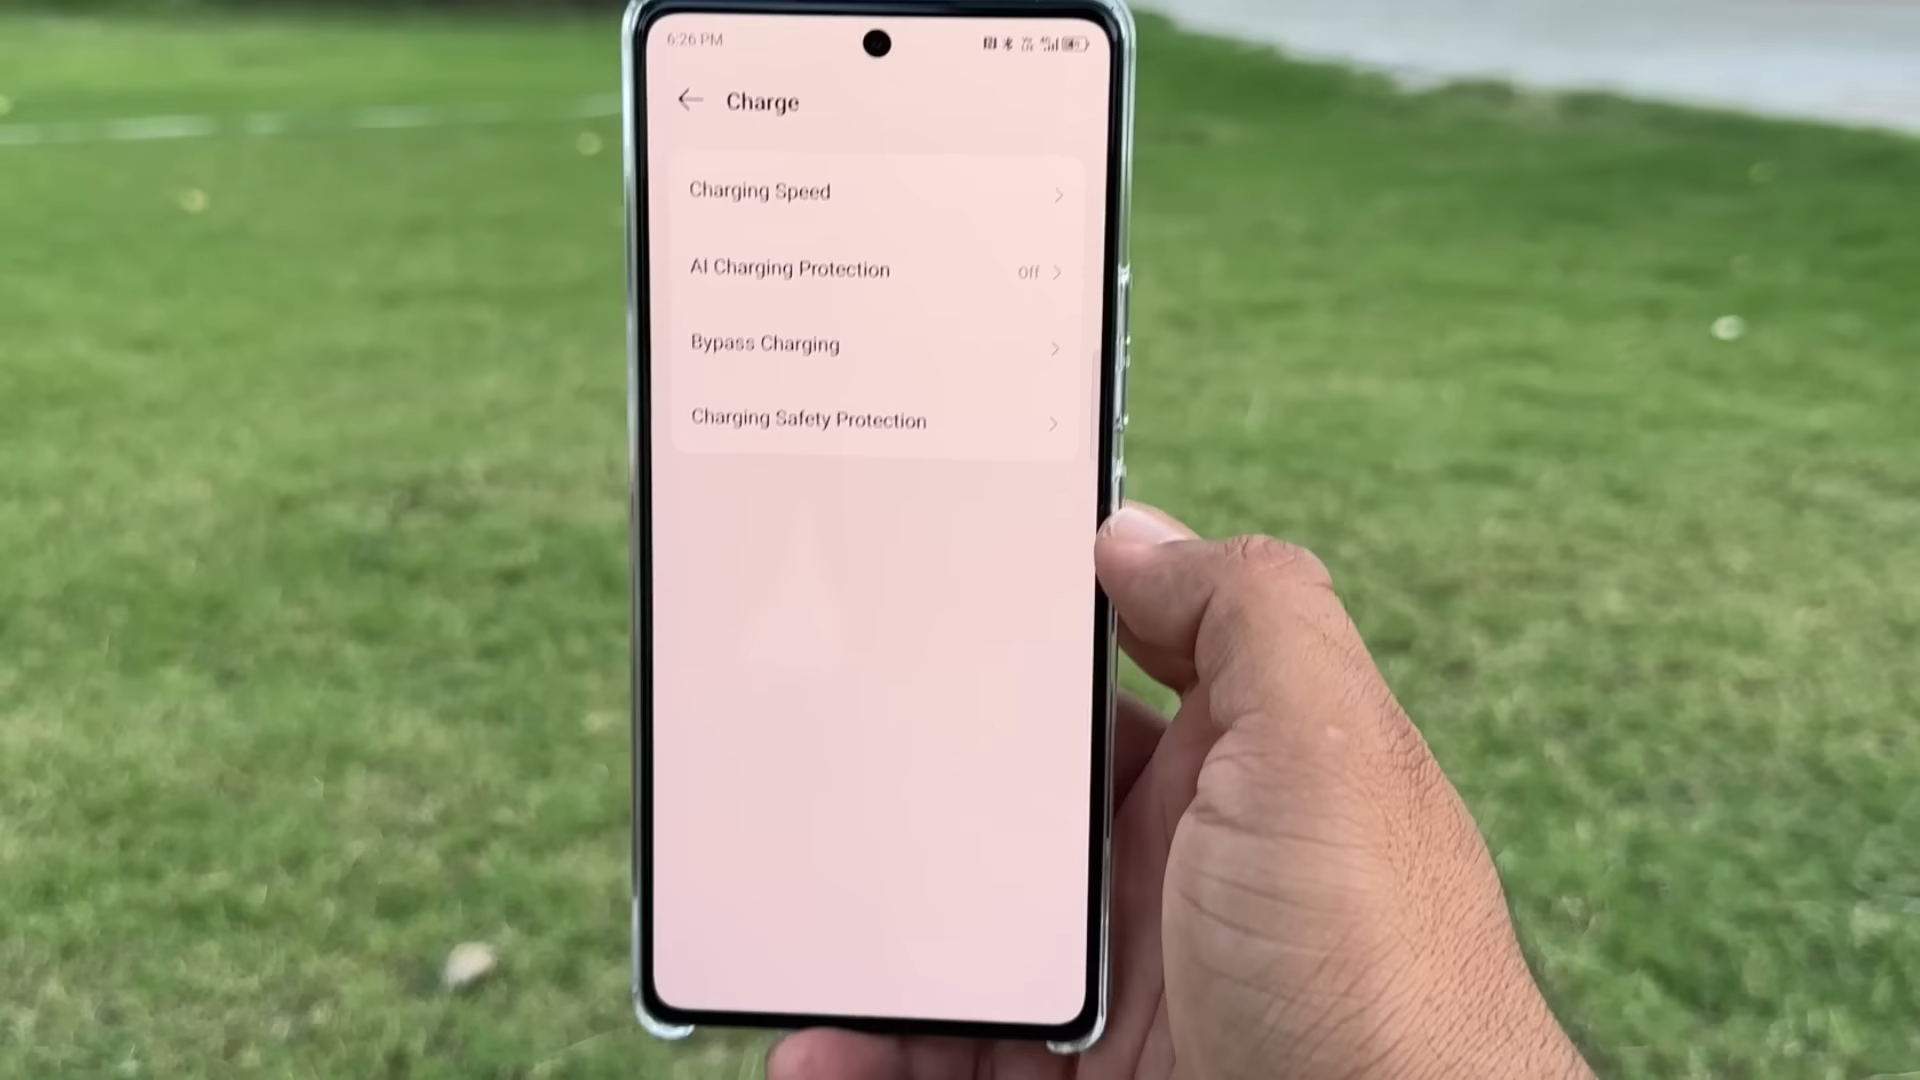 6:26 PM
Charge
Charging Speed
AI Charging Protection
Off
Bypass Charging
Charging Safety Protection